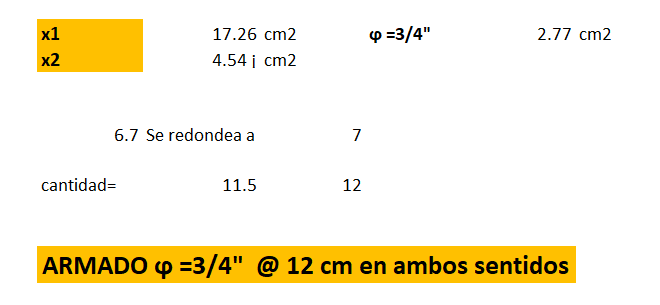 x1 17.26 cm2 φ =3/4" 2.77 cm2
x2 4.54 ¡ cm2
6.7 Se redondea a 7
cantidad= 11.5 12
ARMADO φ =3/4" @ 12 cm en ambos sentidos